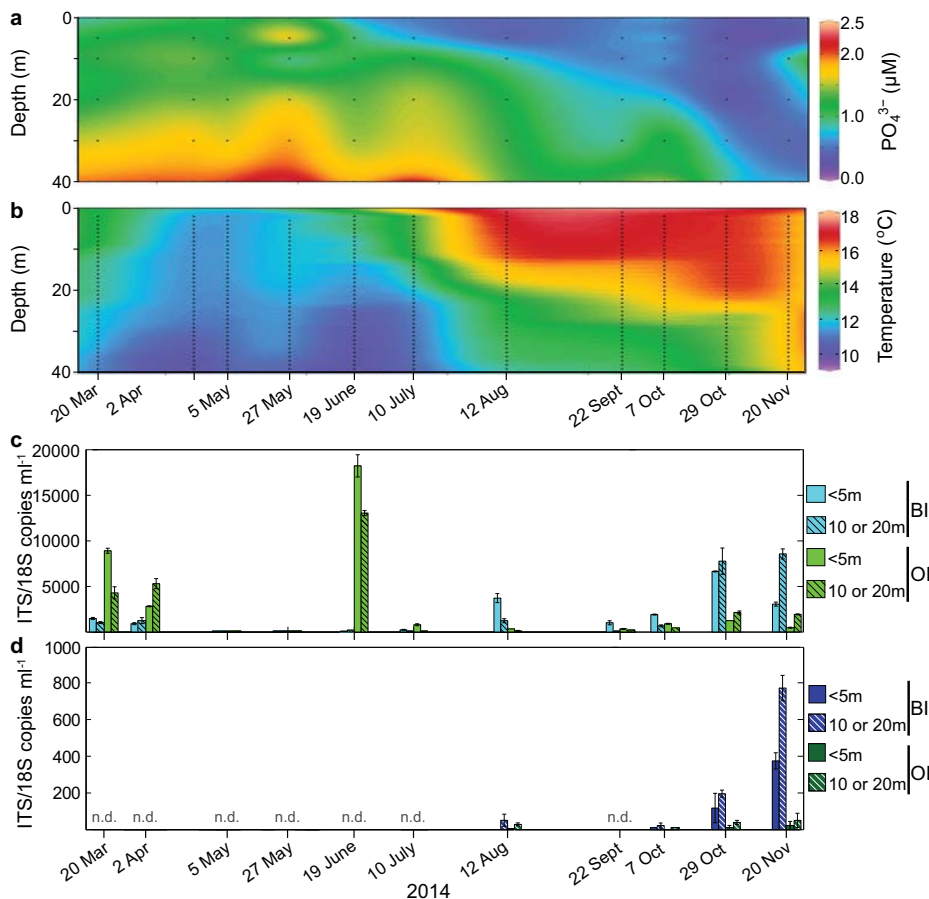 a
Depth (m)
0
20
40
2.5
2.0
1.0
0.0
PO₄³⁻ (µM)
b
Depth (m)
0
20
40
18
16
14
12
10
Temperature (°C)
20 Mar
2 Apr
5 May
27 May
19 June
10 July
12 Aug
22 Sept
7 Oct
29 Oct
20 Nov
c
ITS/18S copies ml⁻¹
20000
15000
10000
5000
<5m
10 or 20m
BI
<5m
10 or 20m
d
ITS/18S copies ml⁻¹
1000
800
600
400
200
n.d. n.d. n.d. n.d. n.d. n.d. n.d.
<5m
10 or 20m
BI
<5m
10 or 20m
20 Mar
2 Apr
5 May
27 May
19 June
10 July
12 Aug
22 Sept
7 Oct
29 Oct
20 Nov
2014